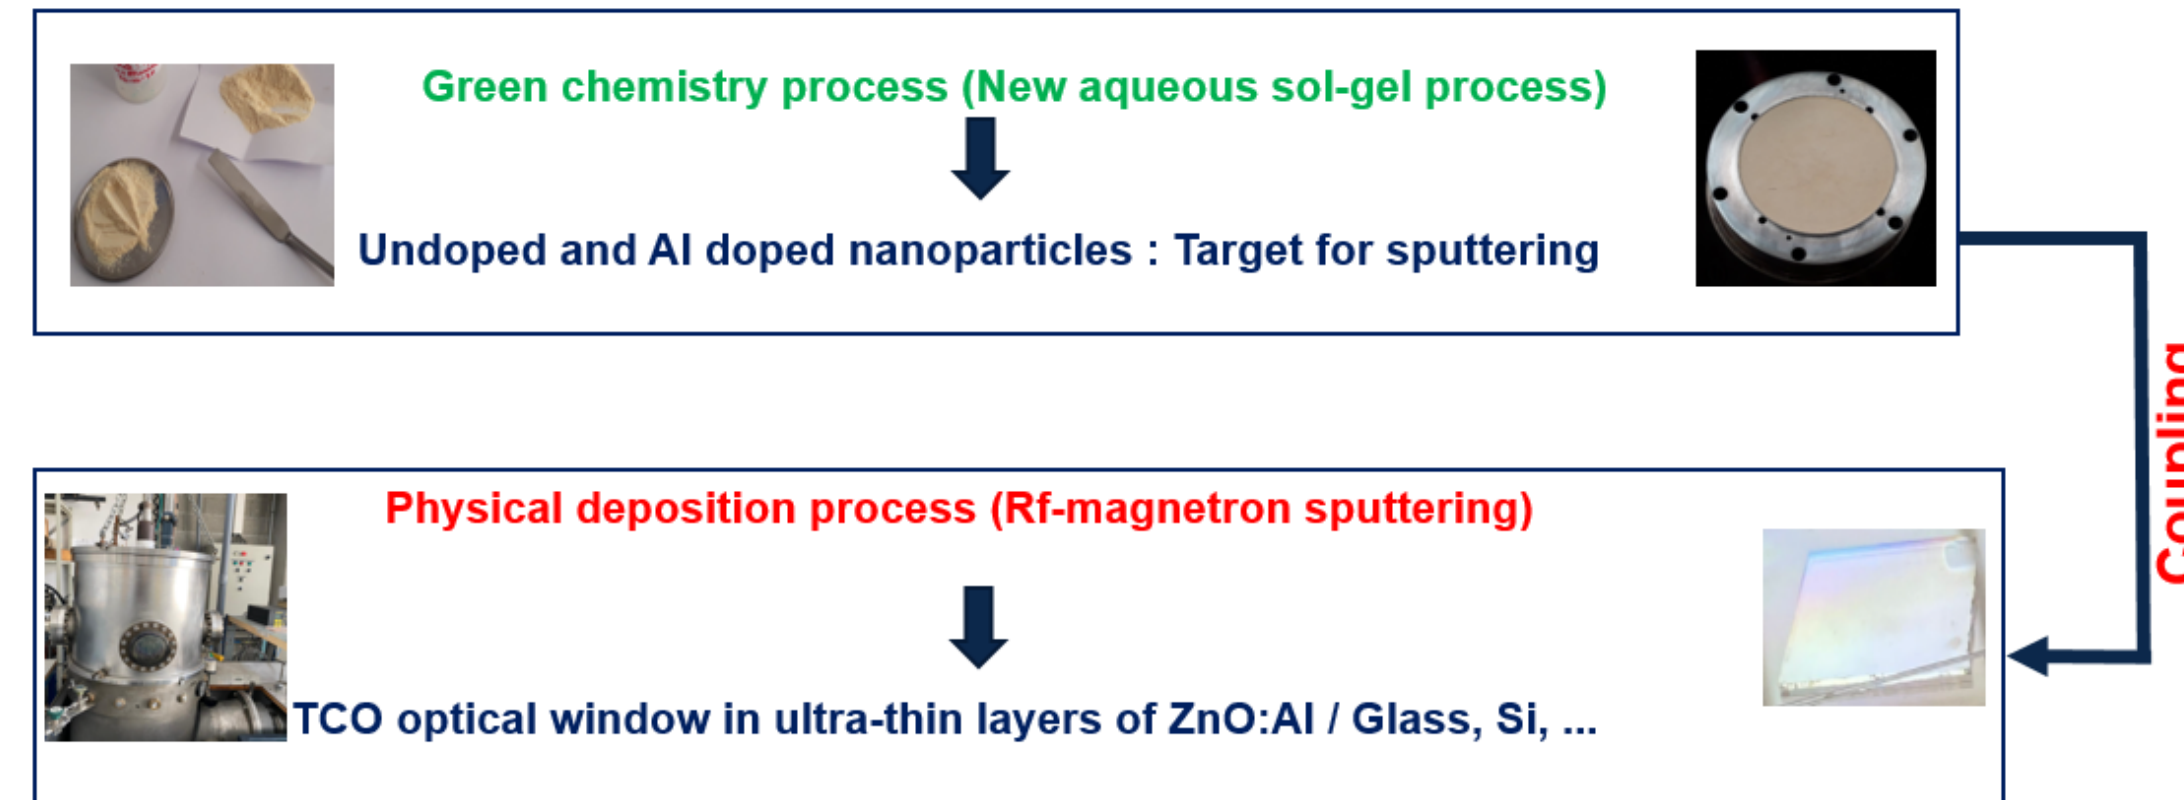 Green chemistry process (New aqueous sol-gel process)
Undoped and Al doped nanoparticles : Target for sputtering
Coupling
Physical deposition process (Rf-magnetron sputtering)
TCO optical window in ultra-thin layers of ZnO:Al / Glass, Si, ...